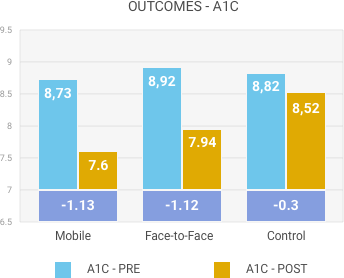 OUTCOMES - A1C
9.5
9
8.5
8
7.5
7
6.5
8,73
7.6
8,92
7.94
8,82
8,52
-1.13
-1.12
-0.3
Mobile
Face-to-Face
Control
A1C - PRE
A1C - POST